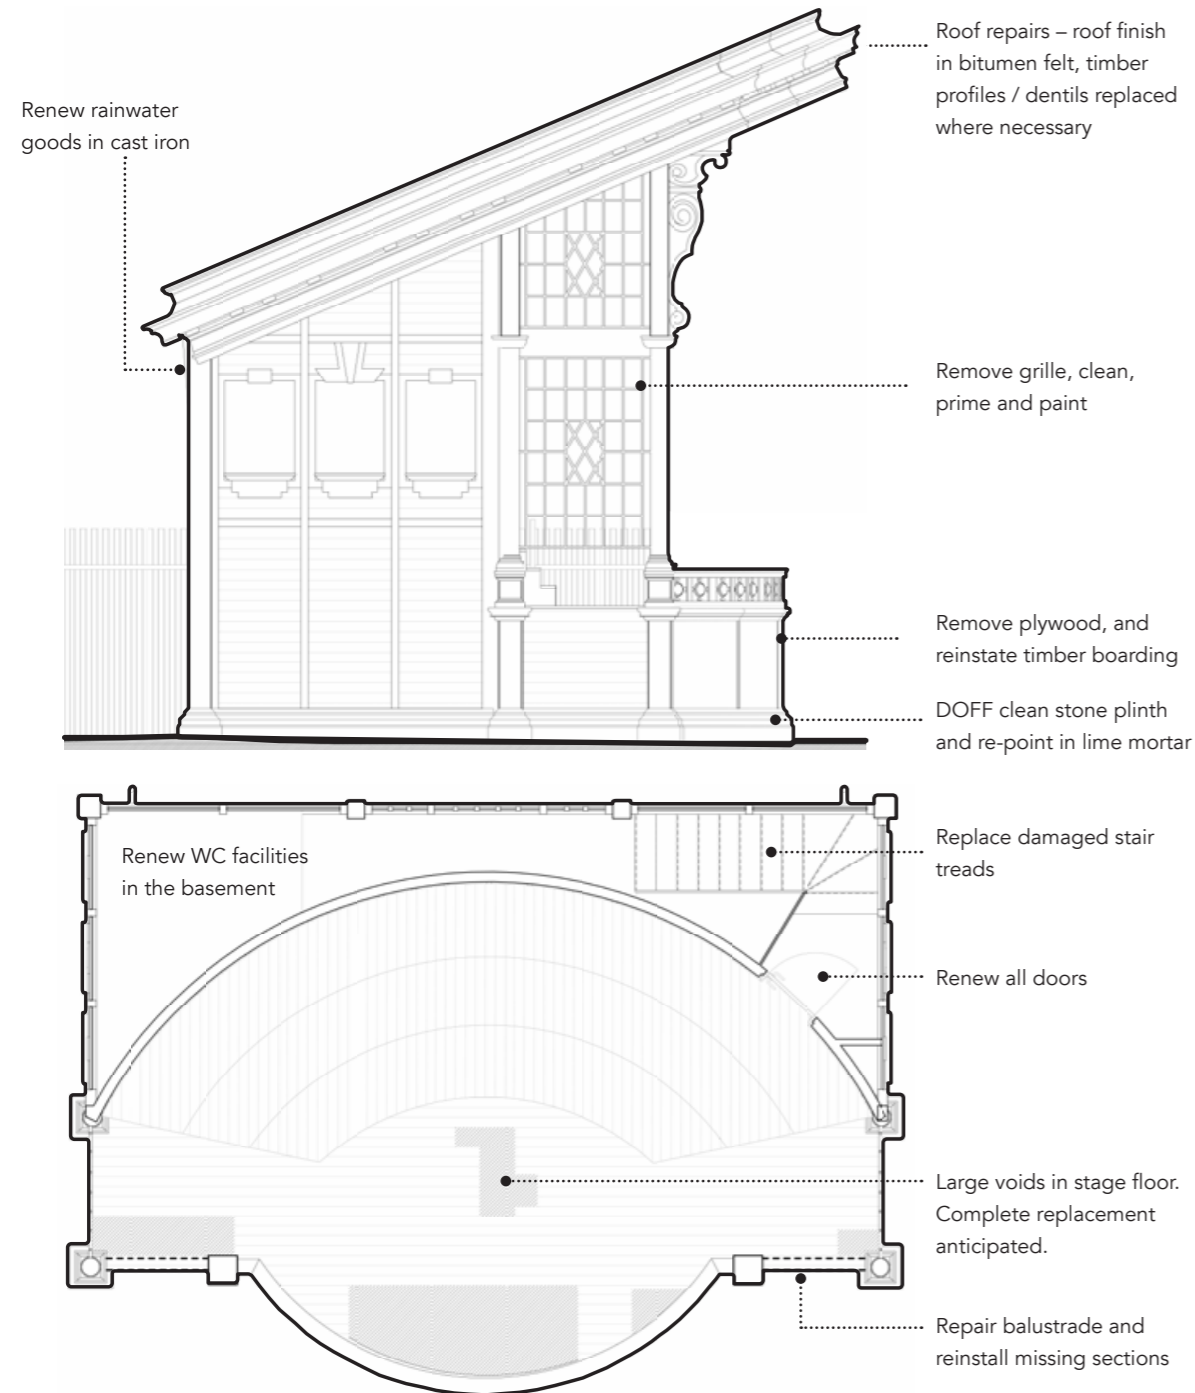 Roof repairs – roof finish
in bitumen felt, timber
profiles / dentils replaced
where necessary
Renew rainwater
goods in cast iron
Remove grille, clean,
prime and paint
Remove plywood, and
reinstate timber boarding
DOFF clean stone plinth
and re-point in lime mortar
Renew WC facilities
in the basement
Replace damaged stair
treads
Renew all doors
Large voids in stage floor.
Complete replacement
anticipated.
Repair balustrade and
reinstall missing sections